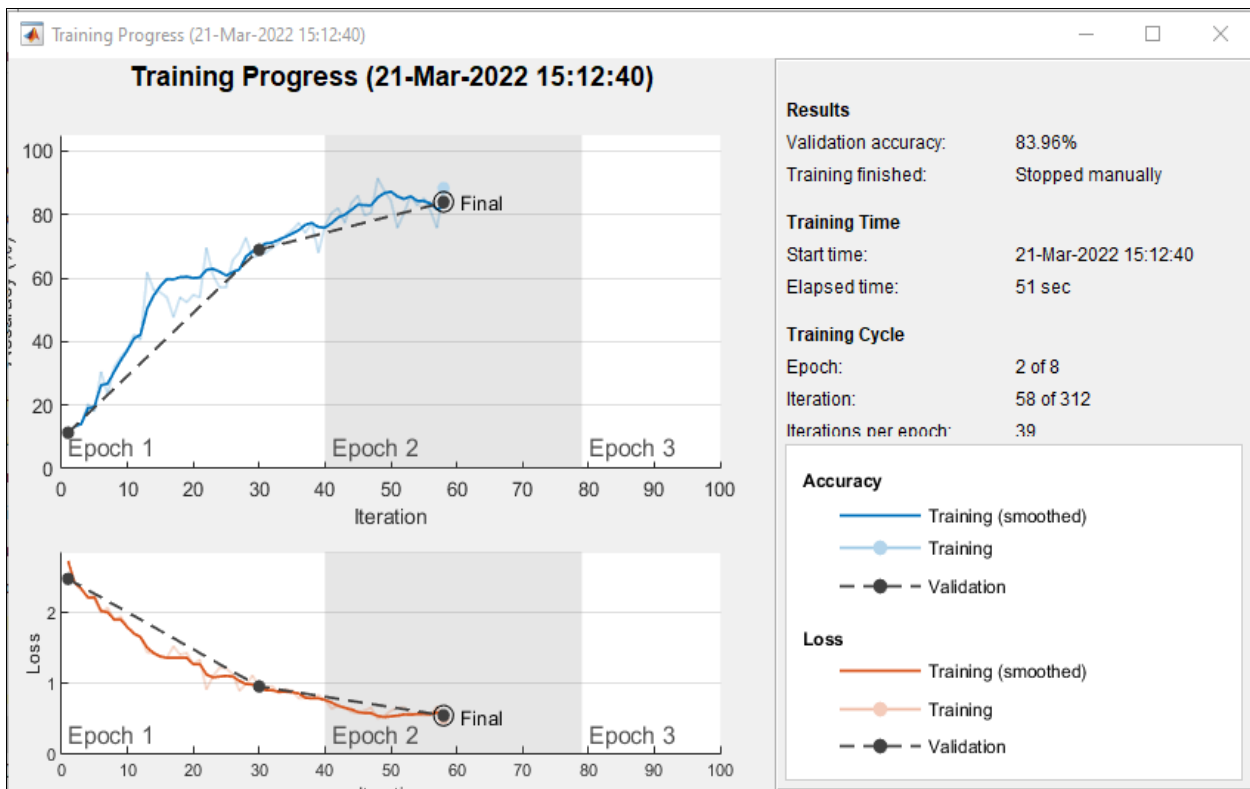 Training Progress (21-Mar-2022 15:12:40)
Training Progress (21-Mar-2022 15:12:40)
100
80
60
40
20
0
Final
Epoch 1
Epoch 2
Epoch 3
0 10 20 30 40 50 60 70 80 90 100
Iteration
Loss
2
1
0
Final
Epoch 1
Epoch 2
Epoch 3
0 10 20 30 40 50 60 70 80 90 100
Results
Validation accuracy: 83.96%
Training finished: Stopped manually
Training Time
Start time: 21-Mar-2022 15:12:40
Elapsed time: 51 sec
Training Cycle
Epoch: 2 of 8
Iteration: 58 of 312
Iterations per epoch: 39
Accuracy
Training (smoothed)
Training
Validation
Loss
Training (smoothed)
Training
Validation